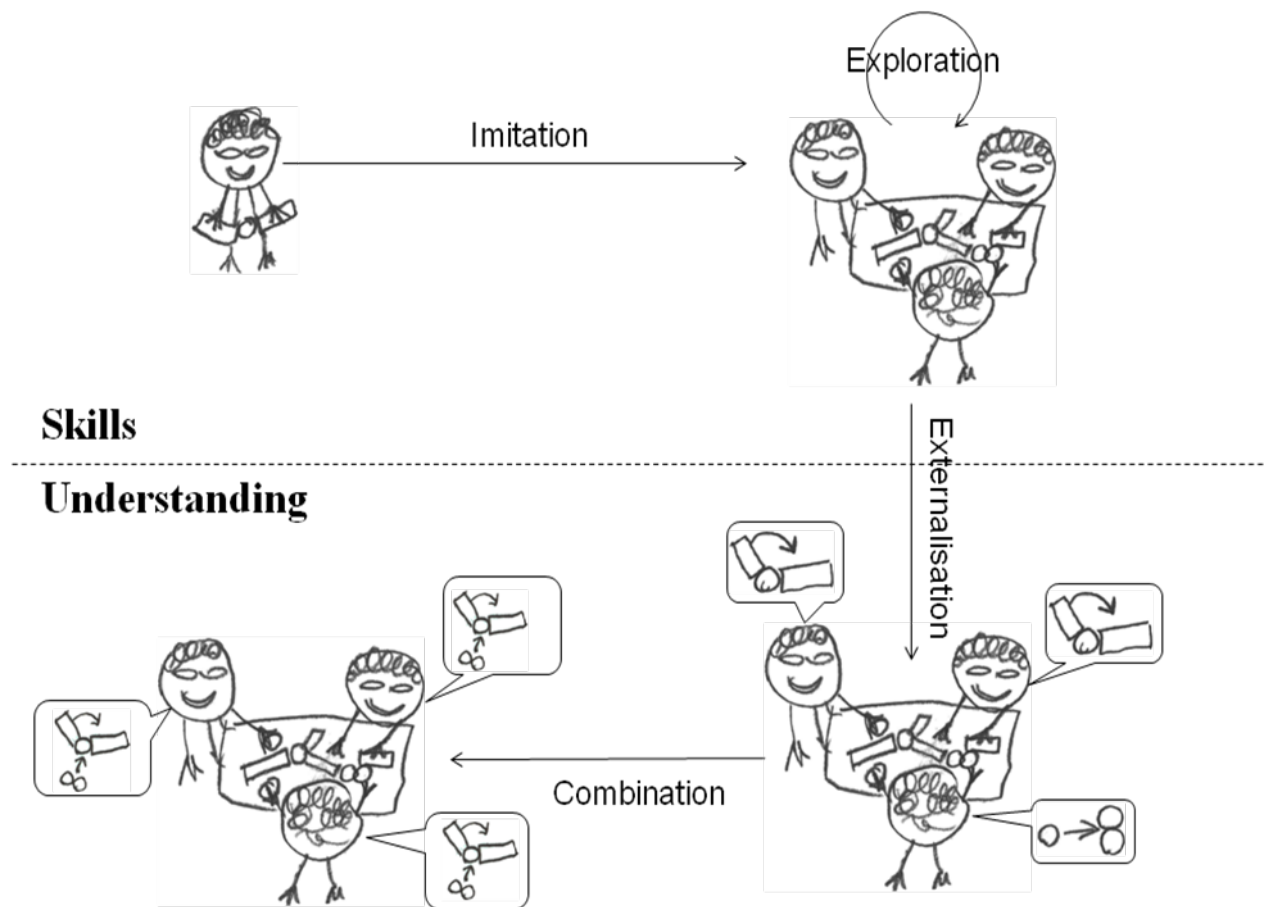 Exploration
Imitation
Skills
Understanding
Externalisation
Combination